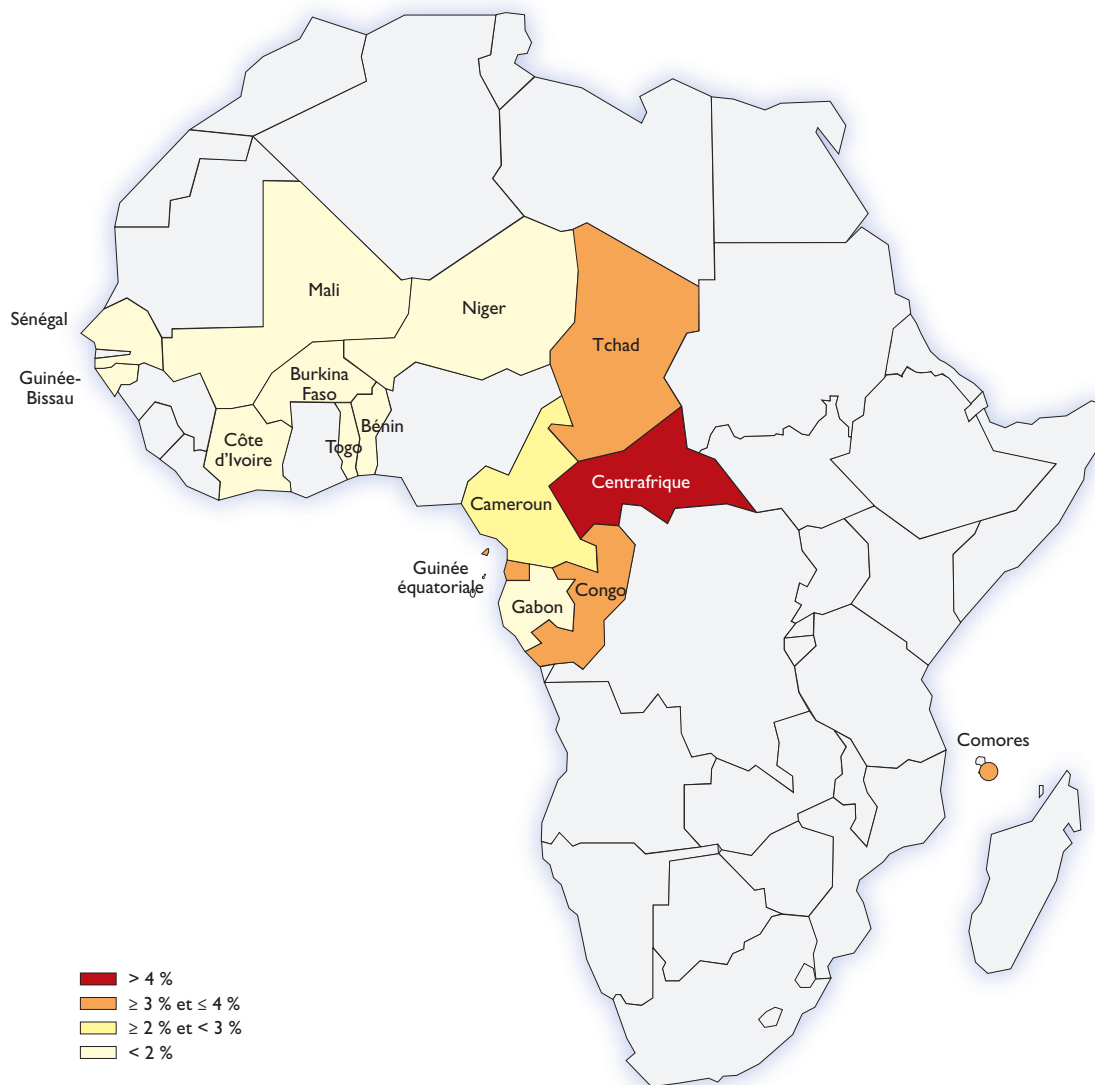 Mali
Niger
Sénégal
Tchad
Guinée-
Bissau
Burkina
Faso
Bénin
Côte
d'Ivoire
Togo
Centrafrique
Cameroun
Guinée
équatoriale
Congo
Gabon
Comores
> 4 %
≥ 3 % et ≤ 4 %
≥ 2 % et < 3 %
< 2 %